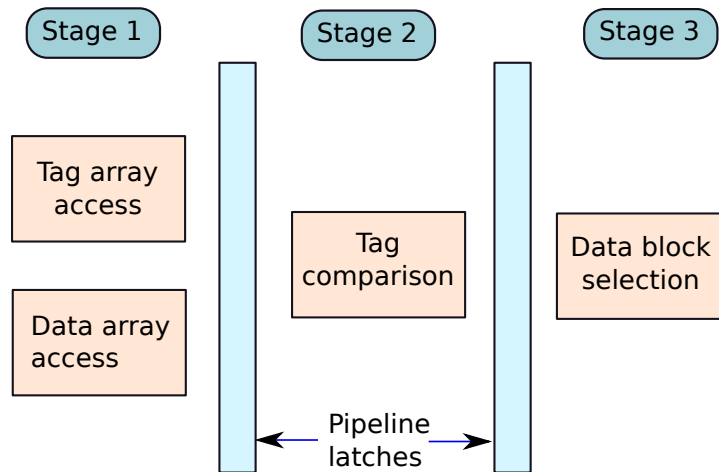 Stage 1
Stage 2
Stage 3
Tag array
access
Data array
access
Tag
comparison
Data block
selection
Pipeline
latches